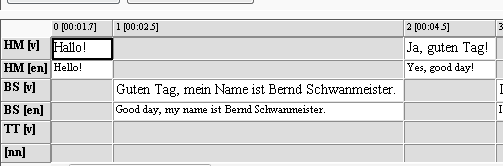 0 [00:01.7] 1 [00:02.5] 2 [00:04.5] 3
HM [v] Hallo! Ja, guten Tag!
HM [en] Hello! Yes, good day!
BS [v] Guten Tag, mein Name ist Bernd Schwanmeister.
BS [en] Good day, my name ist Bernd Schwanmeister.
TT [v]
[nn]